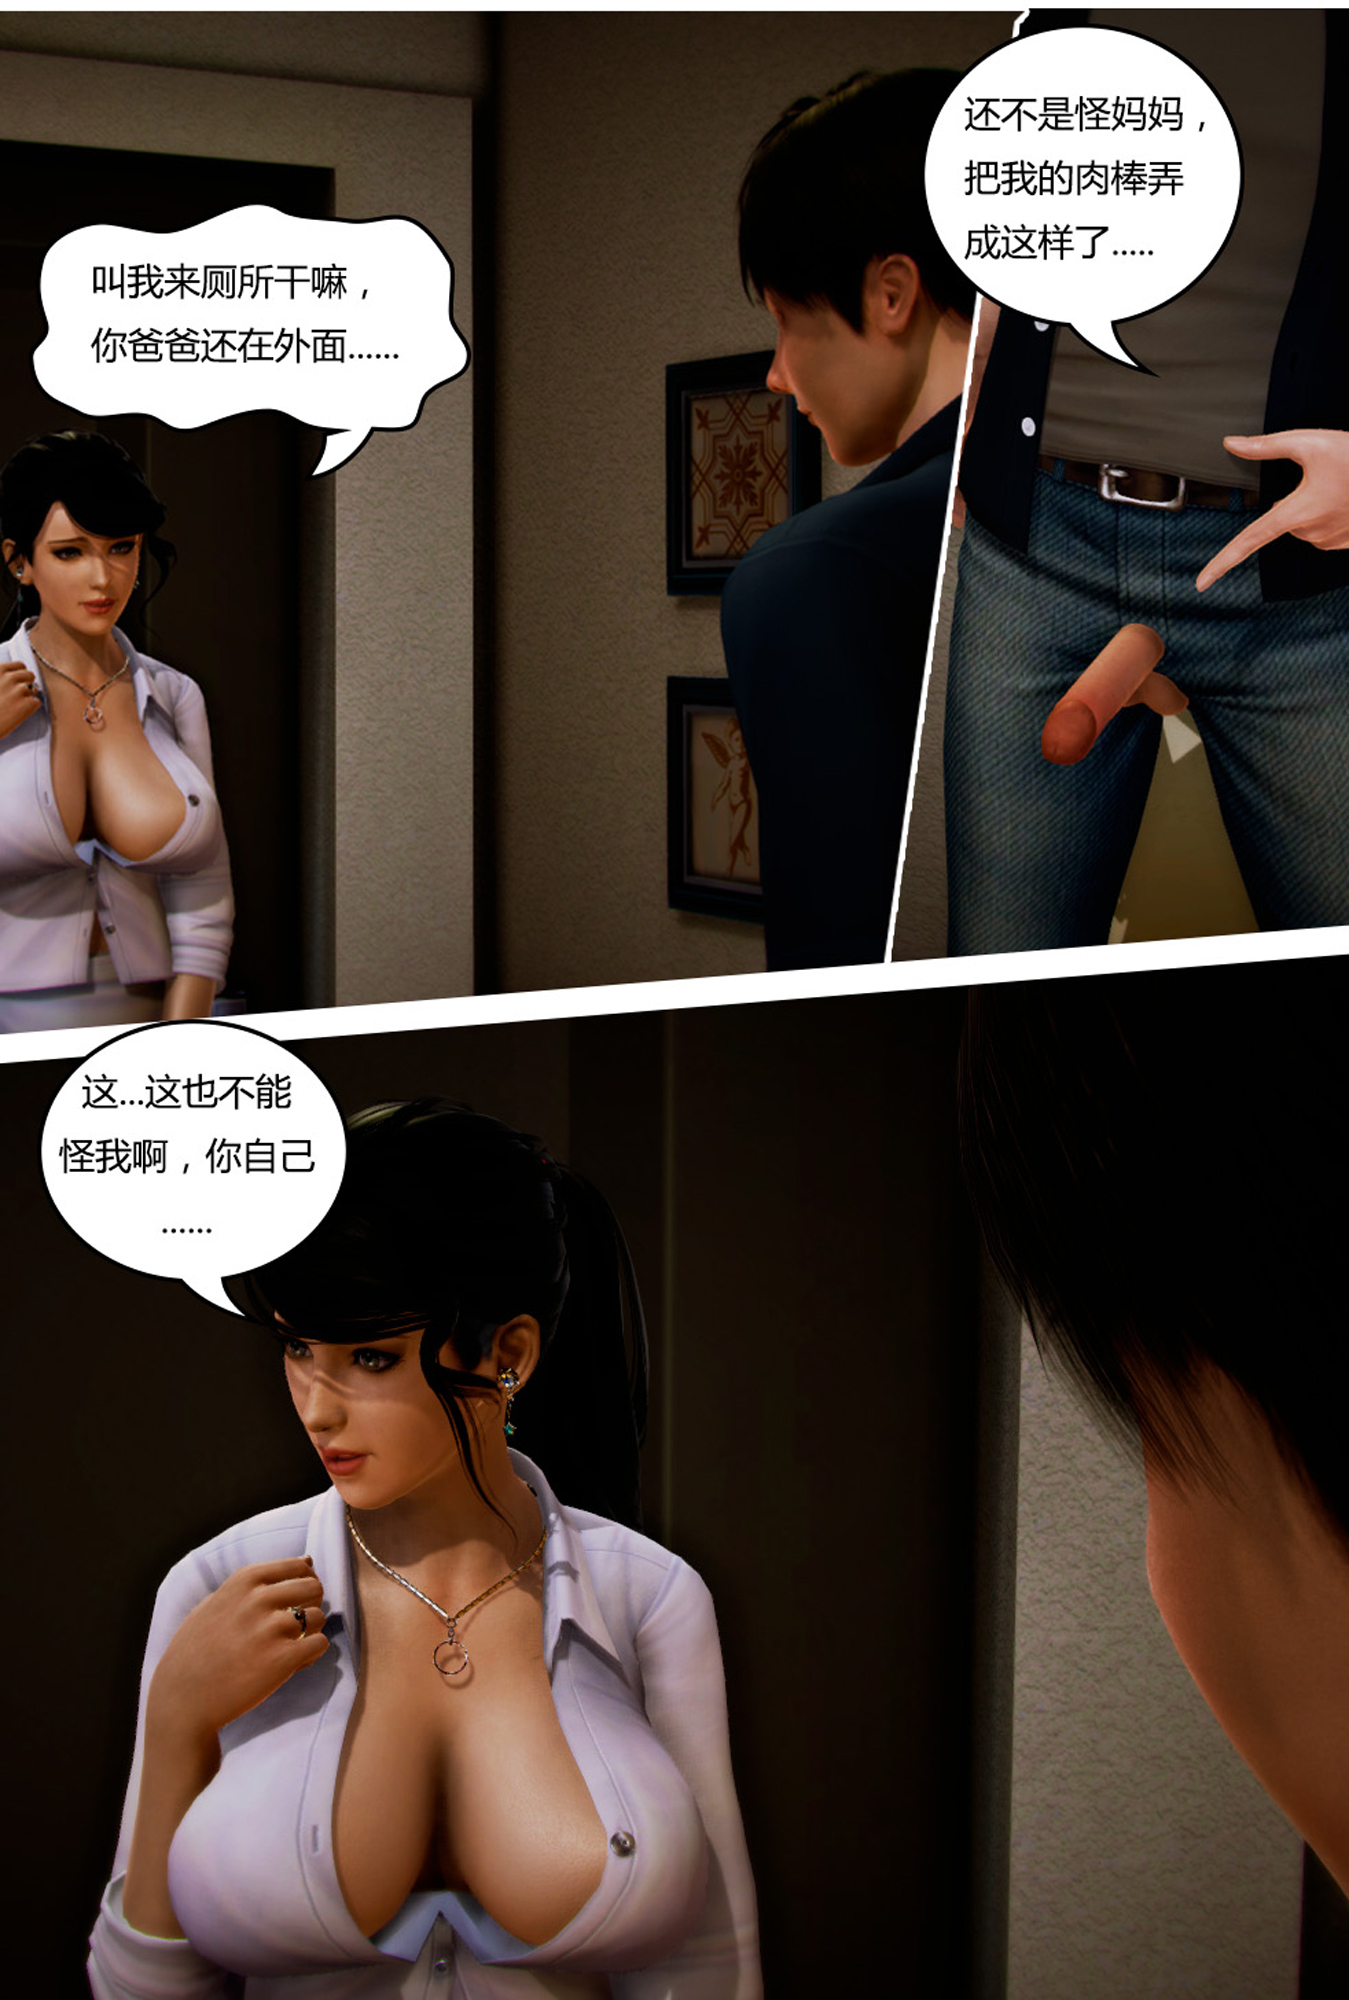 叫我来厕所干嘛，
你爸爸还在外面......
还不是怪妈妈，
把我的肉棒弄
成这样了.....
这...这也不能
怪我啊，你自己
......